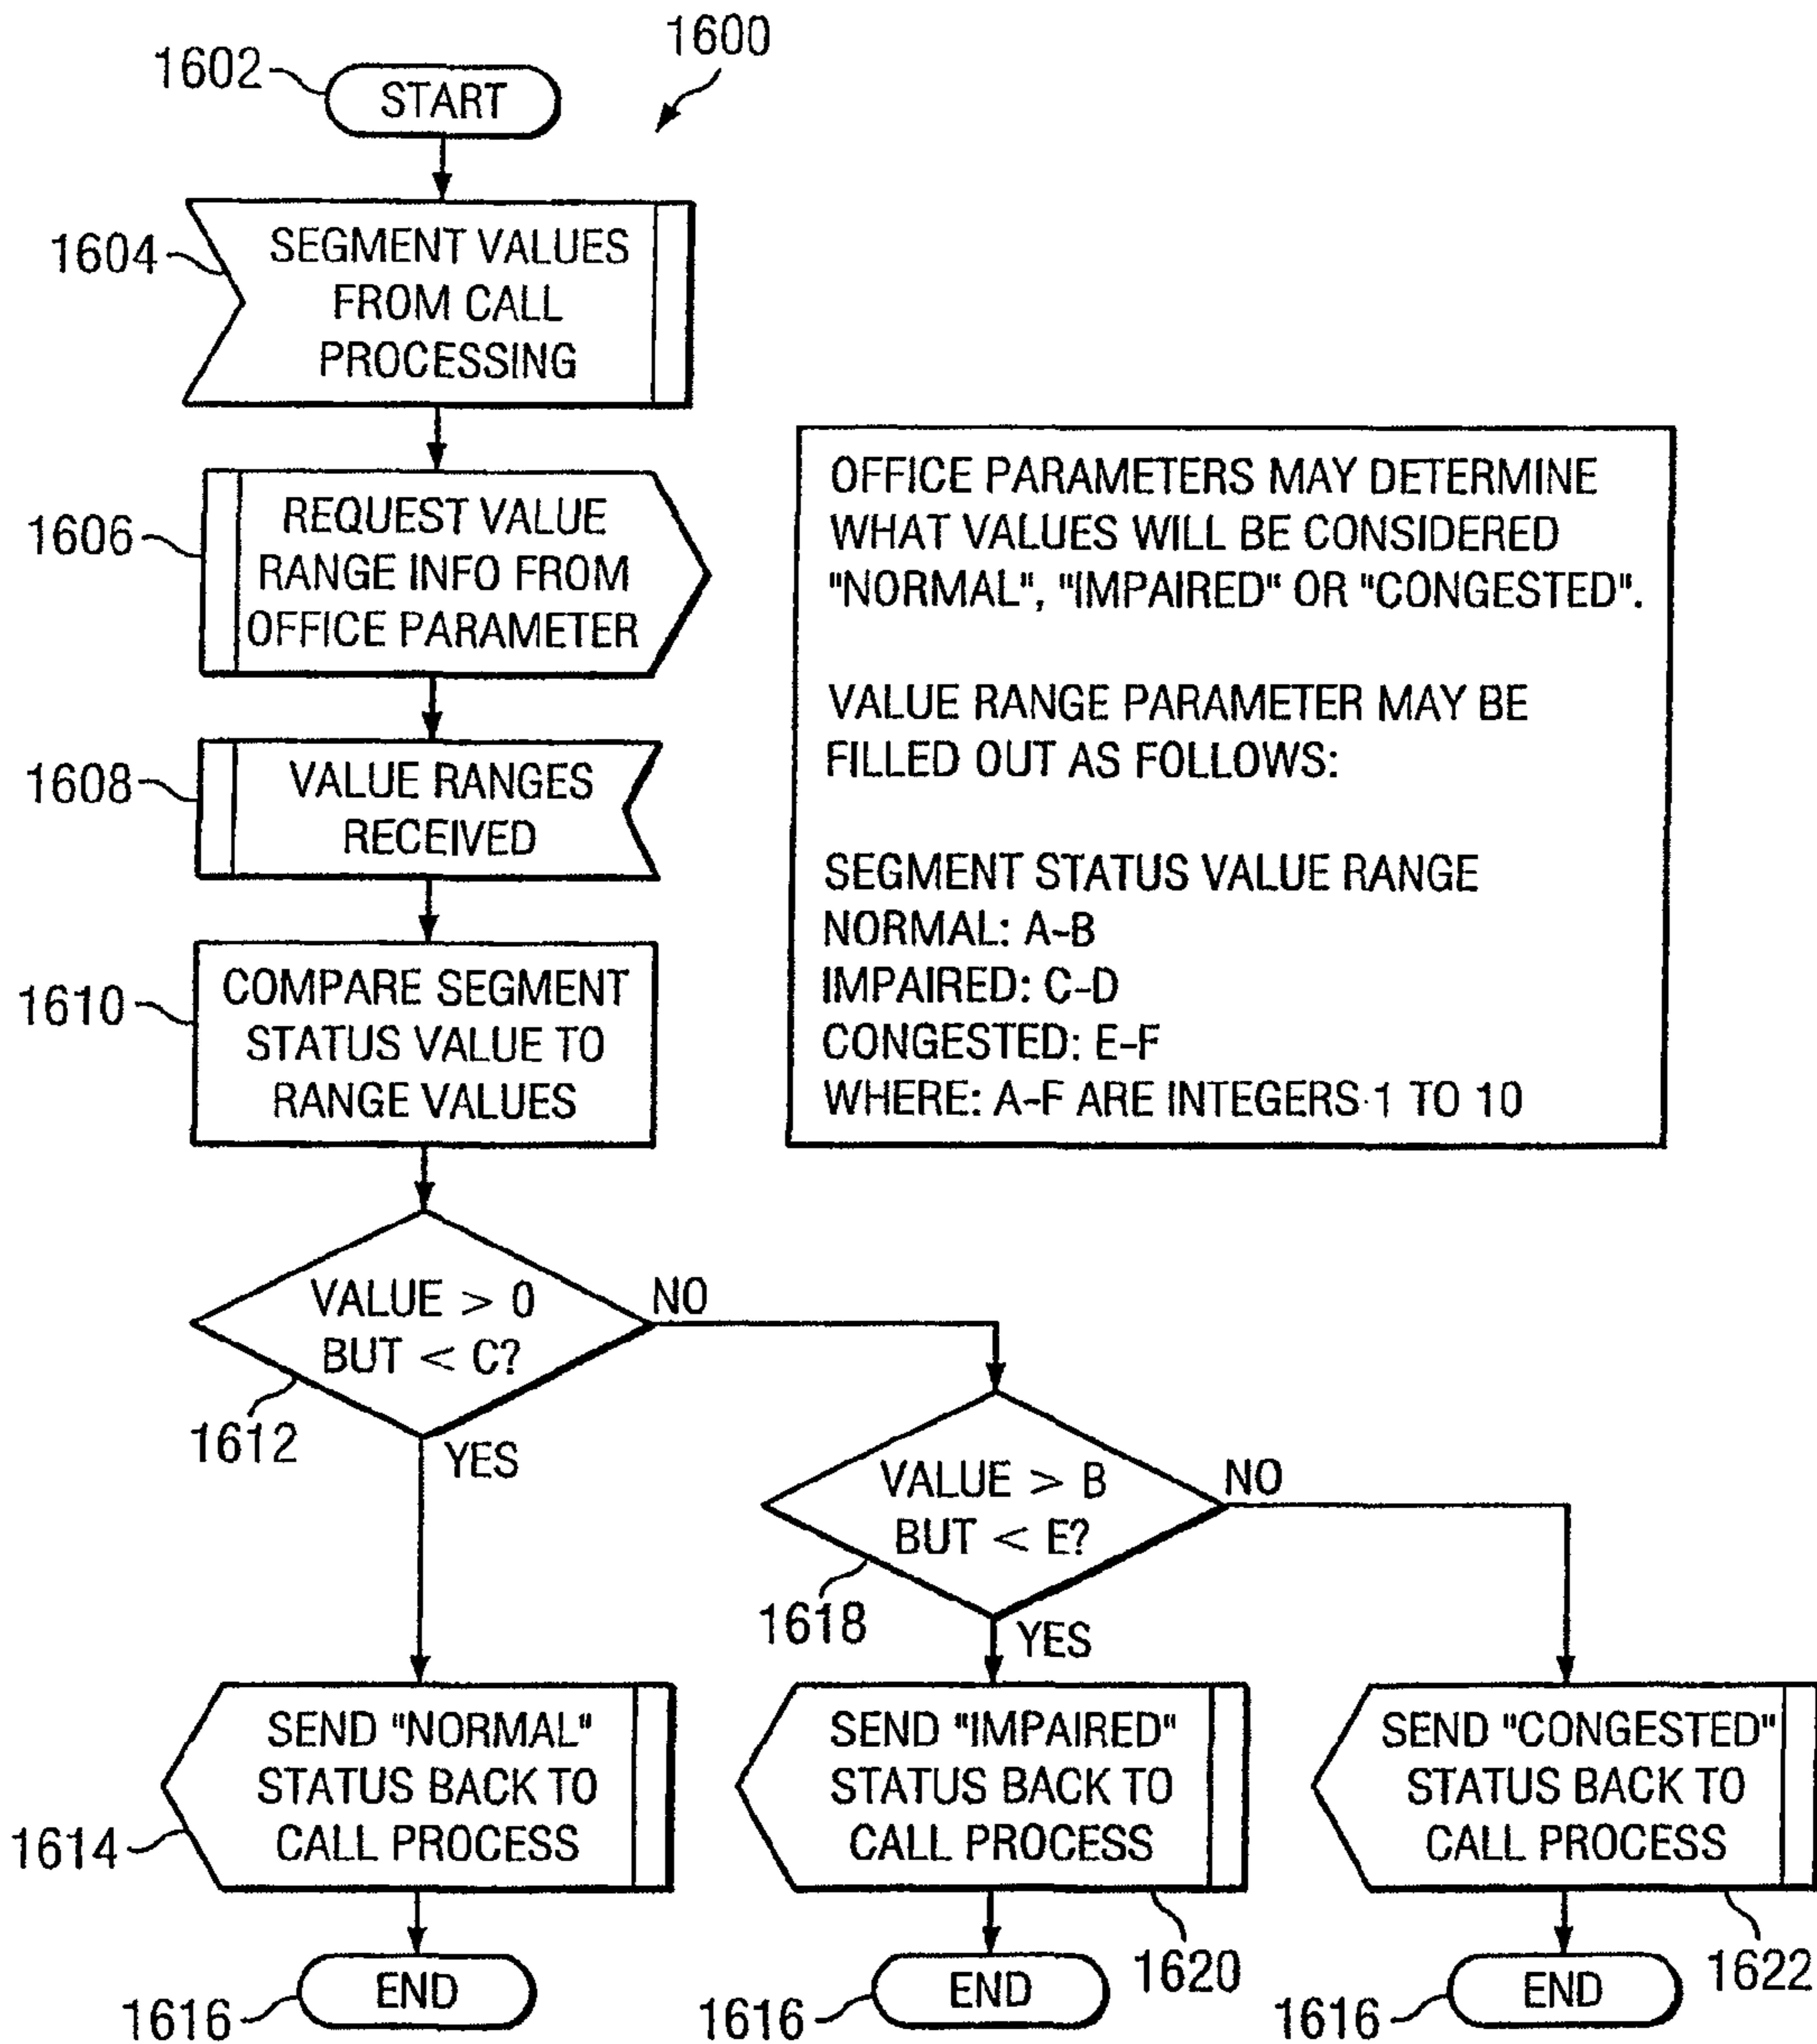 1600
1602
START
1604
SEGMENT VALUES
FROM CALL
PROCESSING
1606
REQUEST VALUE
RANGE INFO FROM
OFFICE PARAMETER
1608
VALUE RANGES
RECEIVED
1610
COMPARE SEGMENT
STATUS VALUE TO
RANGE VALUES
OFFICE PARAMETERS MAY DETERMINE
WHAT VALUES WILL BE CONSIDERED
"NORMAL", "IMPAIRED" OR "CONGESTED".
VALUE RANGE PARAMETER MAY BE
FILLED OUT AS FOLLOWS:
SEGMENT STATUS VALUE RANGE
NORMAL: A-B
IMPAIRED: C-D
CONGESTED: E-F
WHERE: A-F ARE INTEGERS 1 TO 10
VALUE > 0
BUT < C?
NO
1612
YES
VALUE > B
BUT < E?
NO
1618
YES
SEND "NORMAL"
STATUS BACK TO
CALL PROCESS
1614
END
1616
SEND "IMPAIRED"
STATUS BACK TO
CALL PROCESS
1620
END
1616
SEND "CONGESTED"
STATUS BACK TO
CALL PROCESS
1622
END
1616